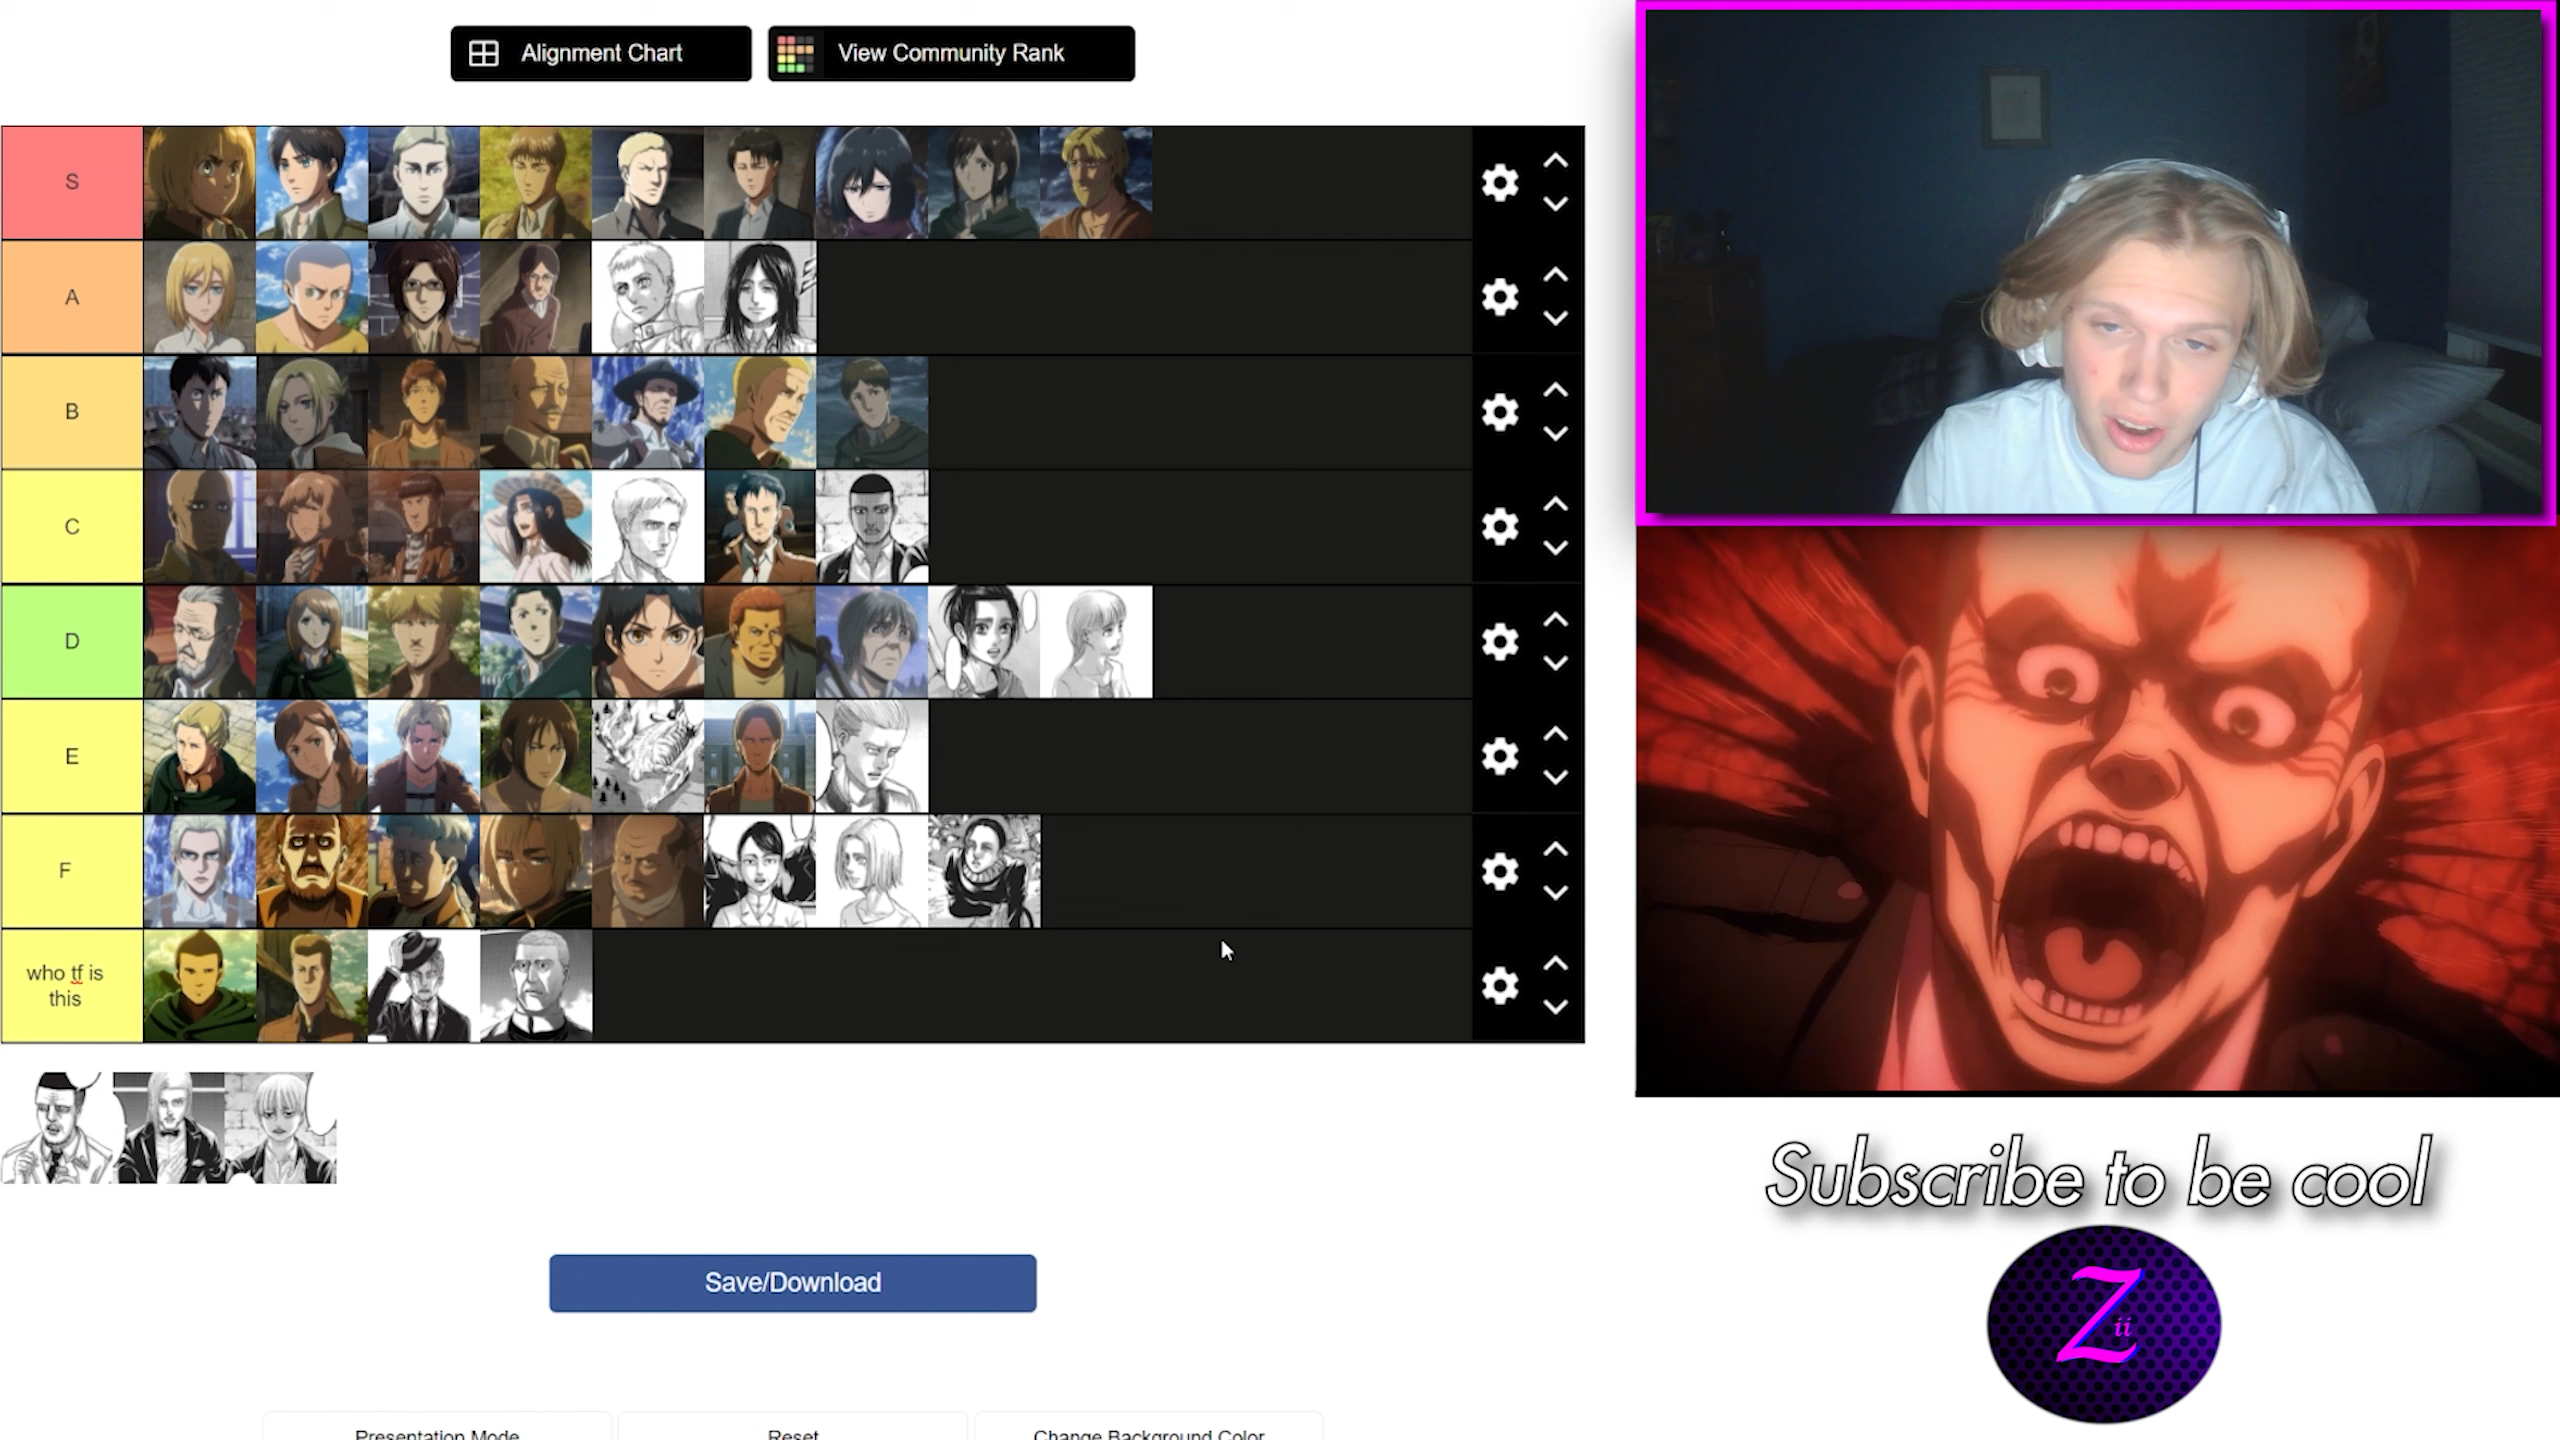 Alignment Chart
View Community Rank
S
A
B
C
D
E
F
who tf is
this
Save/Download
Presentation Mode
Reset
Change Background Color
Subscribe to be cool
Z ii